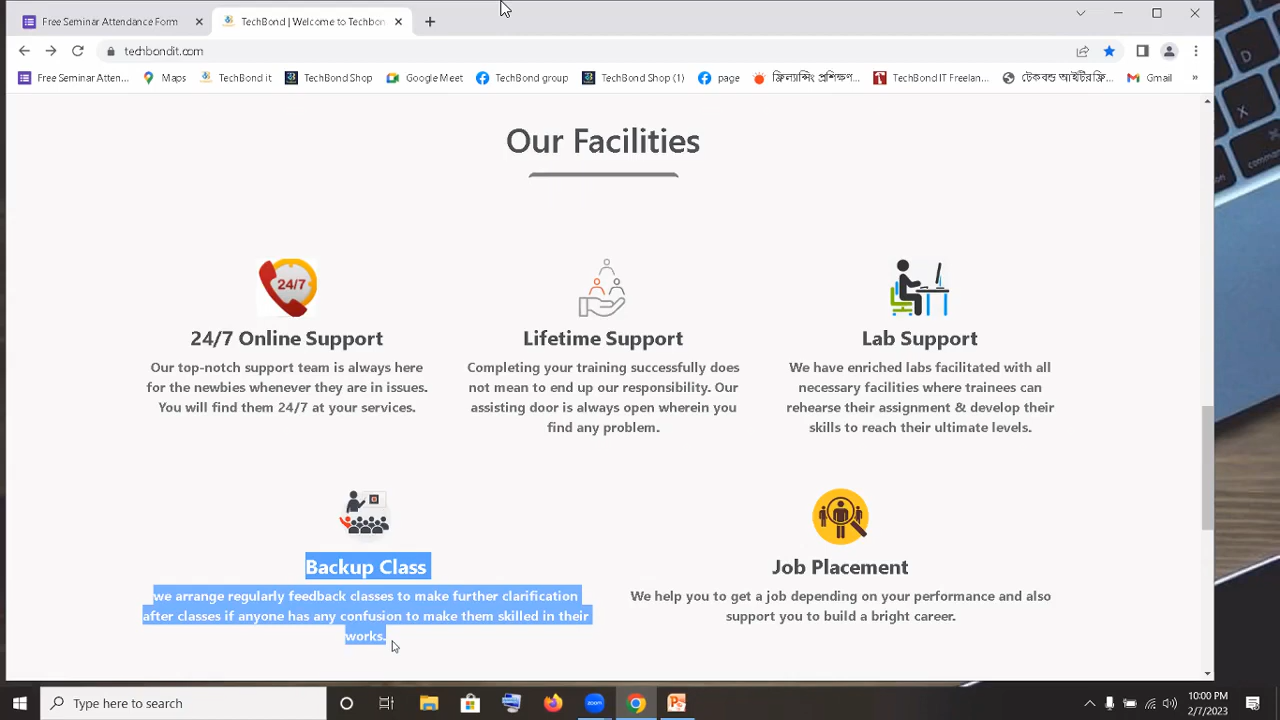 Free Seminar Attendance Form
TechBond | Welcome to Techbon
techbondit.com
Free Seminar Atten... Maps TechBond it TechBond Shop Google Meet TechBond group TechBond Shop (1) page ফ্রিল্যান্সিং প্রশিক্ষণ... TechBond IT Freelan... টেকবন্ড আইটিরফ্রি... Gmail »
Our Facilities
24/7
24/7 Online Support
Our top-notch support team is always here
for the newbies whenever they are in issues.
You will find them 24/7 at your services.
Lifetime Support
Completing your training successfully does
not mean to end up our responsibility. Our
assisting door is always open wherein you
find any problem.
Lab Support
We have enriched labs facilitated with all
necessary facilities where trainees can
rehearse their assignment & develop their
skills to reach their ultimate levels.
Backup Class
we arrange regularly feedback classes to make further clarification
after classes if anyone has any confusion to make them skilled in their
works.
Job Placement
We help you to get a job depending on your performance and also
support you to build a bright career.
Type here to search
zoom
10:00 PM
2/7/2023